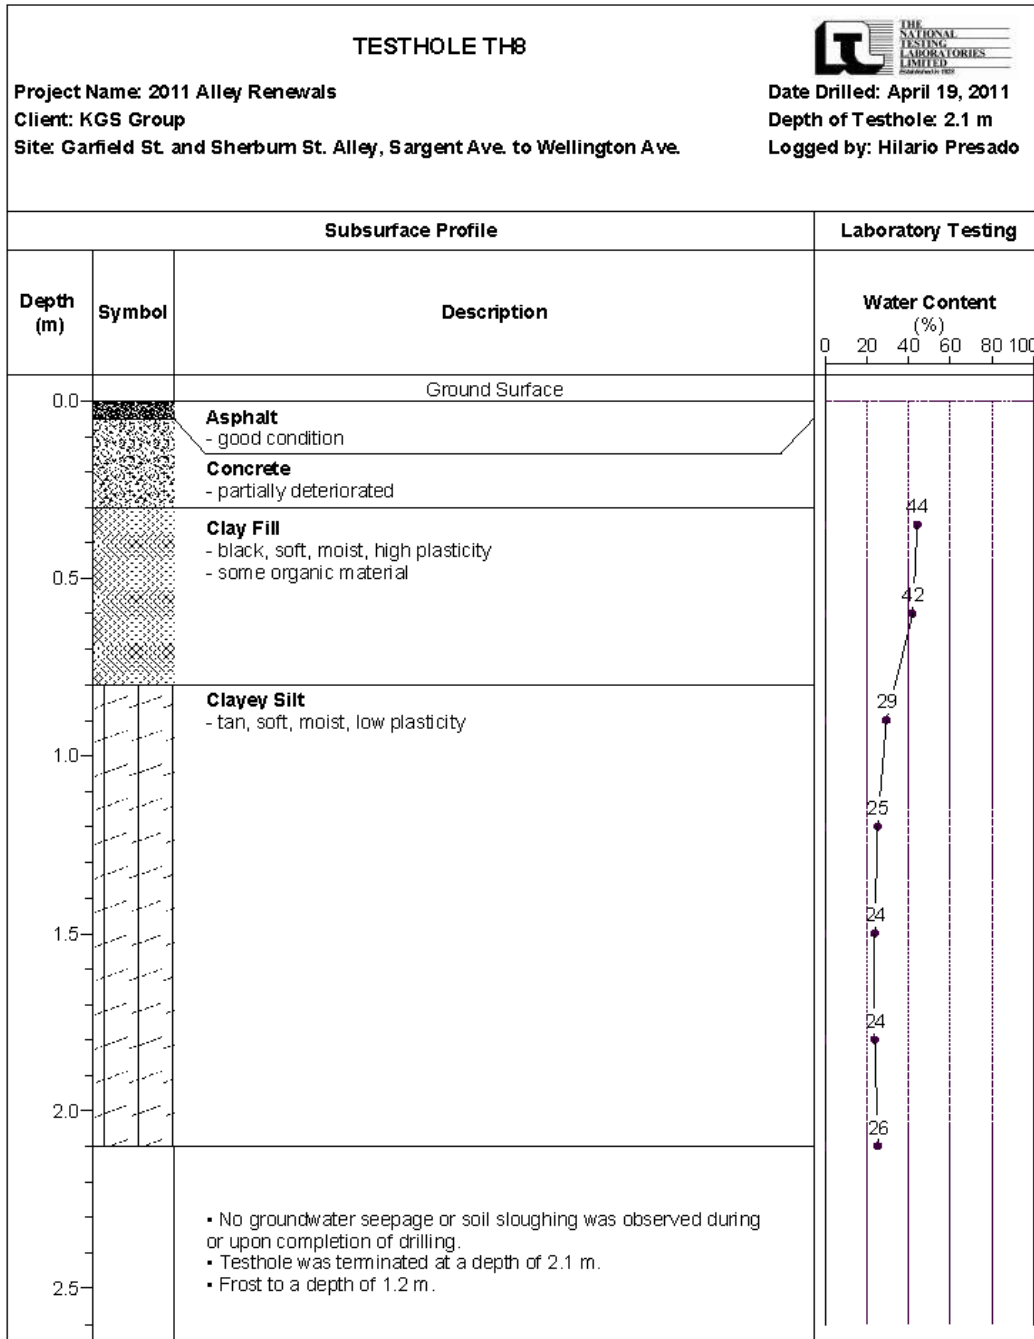 TESTHOLE TH8
THE
NATIONAL
TESTING
LABORATORIES
LIMITED
Established in 1923
Project Name: 2011 Alley Renewals
Client: KGS Group
Site: Garfield St. and Sherburn St. Alley, Sargent Ave. to Wellington Ave.
Date Drilled: April 19, 2011
Depth of Testhole: 2.1 m
Logged by: Hilario Presado
Subsurface Profile
Laboratory Testing
Depth
(m)
Symbol
Description
Water Content
(%)
0 20 40 60 80 100
Ground Surface
0.0
Asphalt
- good condition
Concrete
- partially deteriorated
44
Clay Fill
- black, soft, moist, high plasticity
- some organic material
0.5
42
Clayey Silt
- tan, soft, moist, low plasticity
29
1.0
25
24
1.5
24
2.0
26
▪ No groundwater seepage or soil sloughing was observed during
or upon completion of drilling.
▪ Testhole was terminated at a depth of 2.1 m.
▪ Frost to a depth of 1.2 m.
2.5